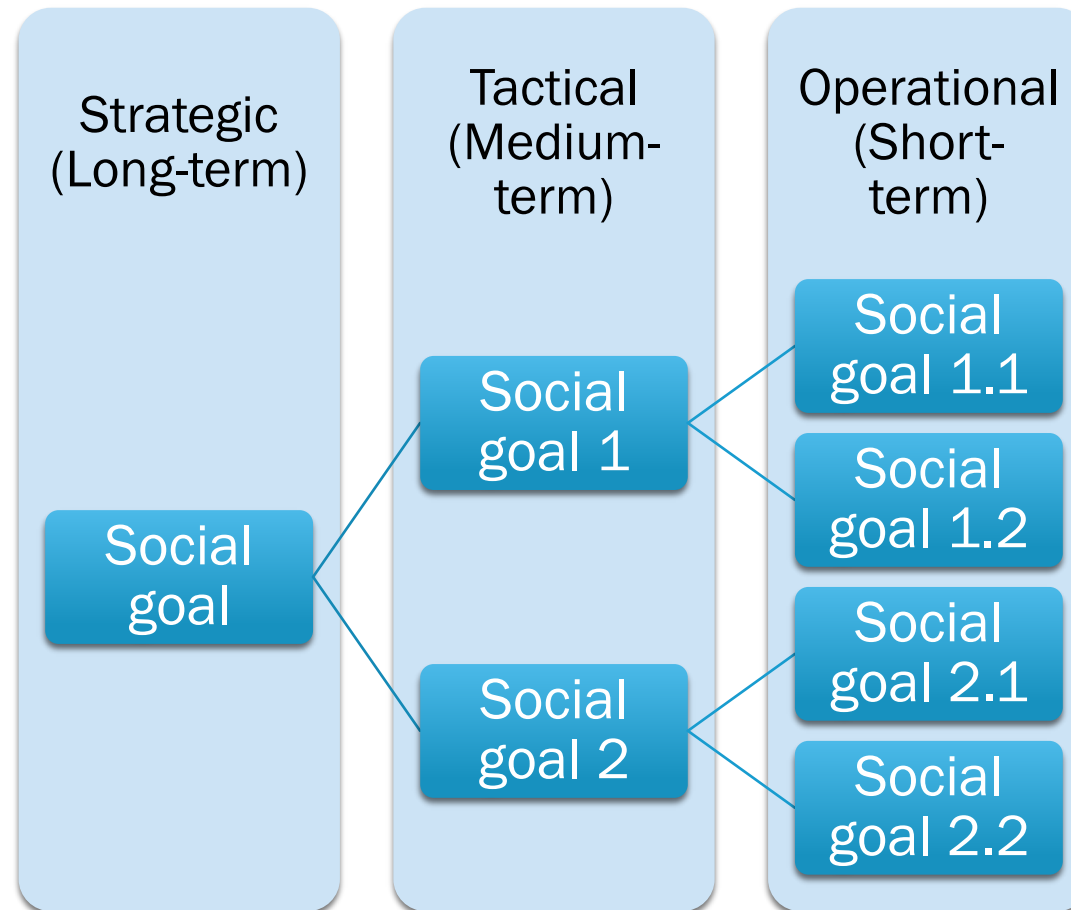 Strategic
(Long-term)
Social
goal
Tactical
(Medium-
term)
Social
goal 1
Social
goal 2
Operational
(Short-
term)
Social
goal 1.1
Social
goal 1.2
Social
goal 2.1
Social
goal 2.2